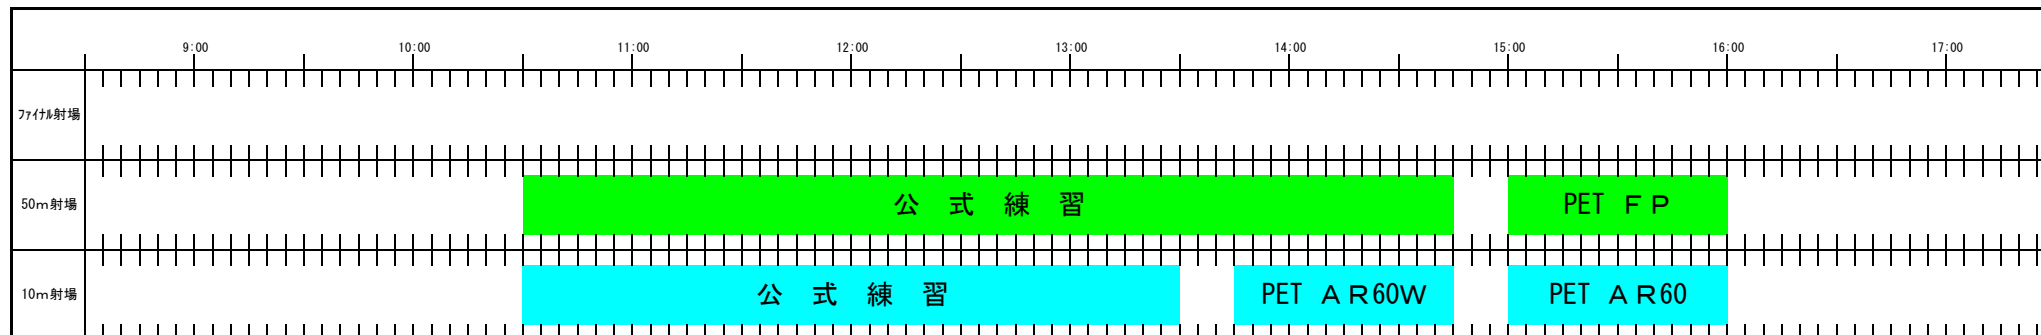 9:00 10:00 11:00 12:00 13:00 14:00 15:00 16:00 17:00
ﾌｧｲﾅﾙ射場
50ｍ射場 公 式 練 習 PET ＦＰ
10ｍ射場 公 式 練 習 PET ＡＲ60Ｗ PET ＡＲ60